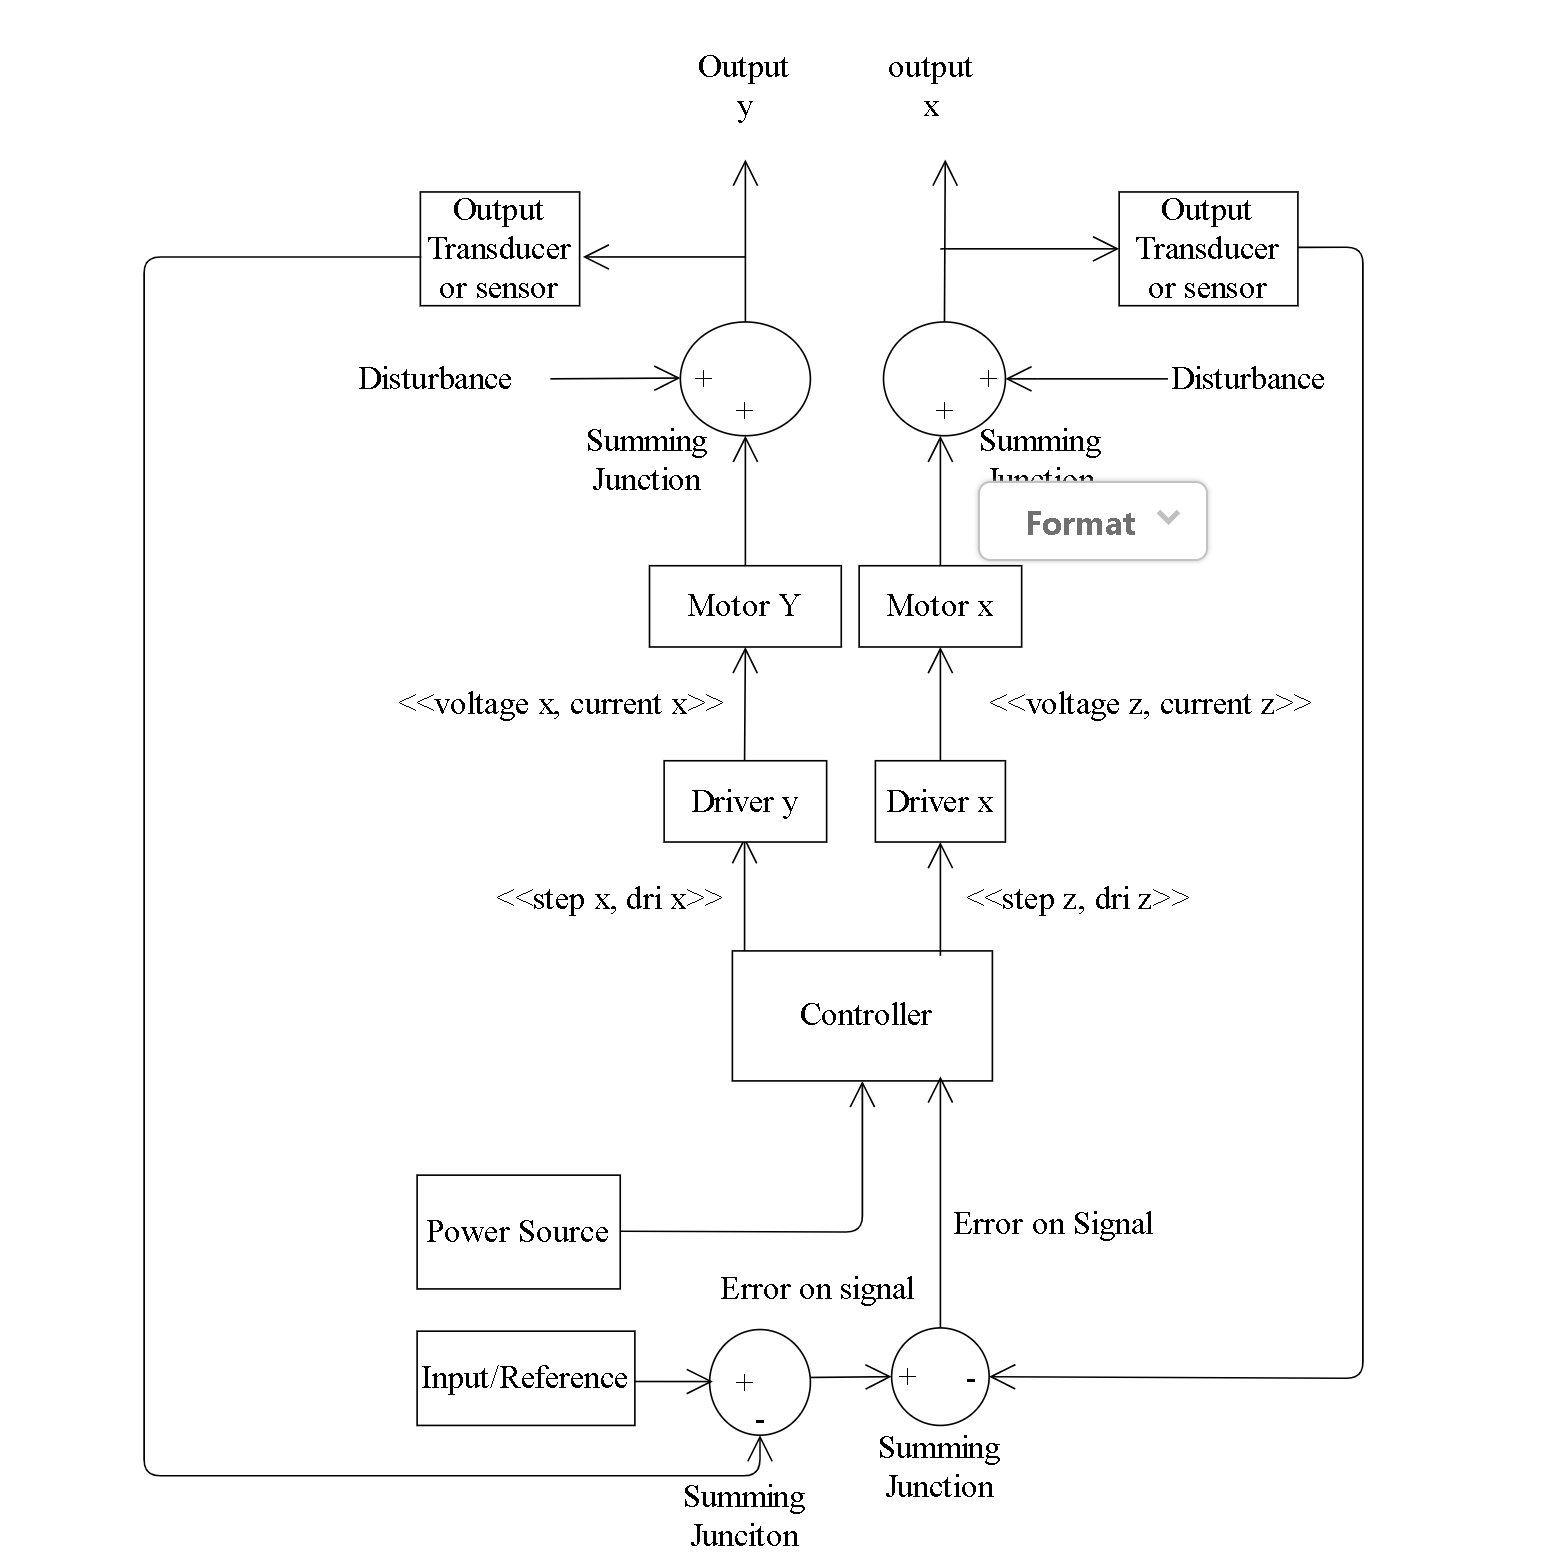 Output
y
output
x
Output
Transducer
or sensor
Output
Transducer
or sensor
Disturbance
+
+
+
+
Disturbance
Summing
Junction
Summing
Junction
Format
Motor Y
Motor x
<<voltage x, current x>>
<<voltage z, current z>>
Driver y
Driver x
<<step x, dri x>>
<<step z, dri z>>
Controller
Power Source
Error on Signal
Error on signal
Input/Reference
+
-
+
-
Summing
Junction
Summing
Junciton